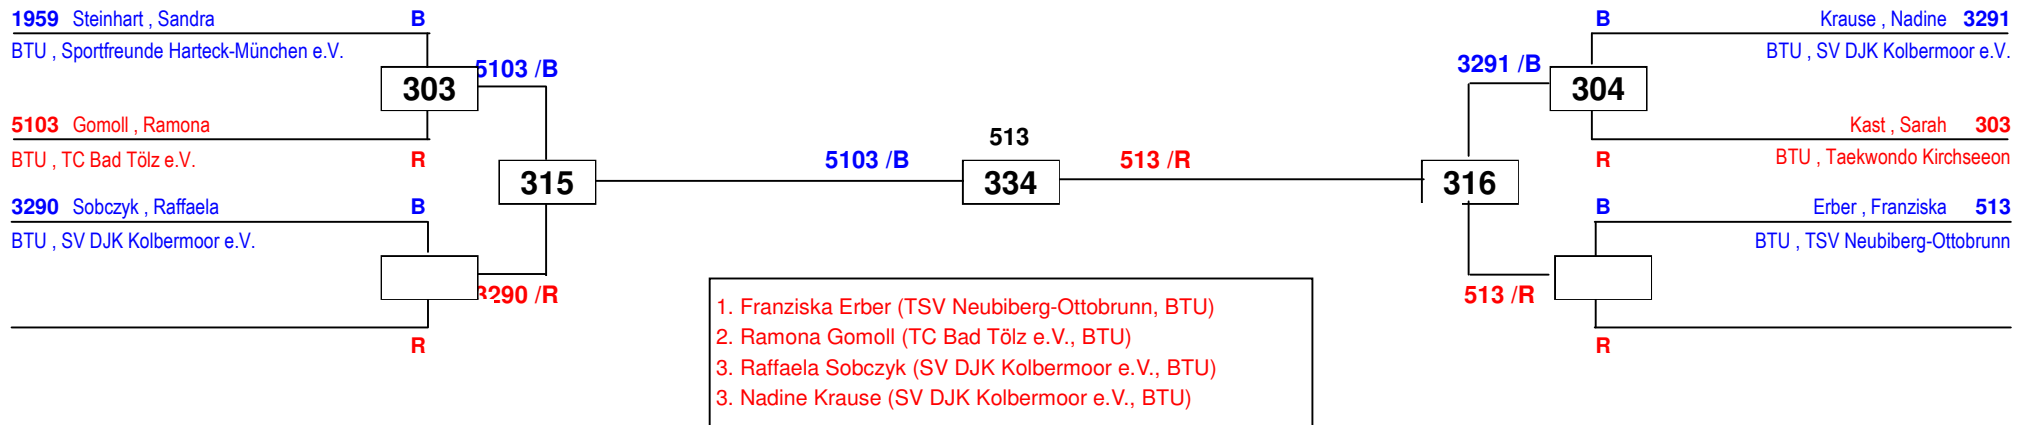 1959 Steinhart , Sandra B
BTU , Sportfreunde Harteck-München e.V.
303
5103 /B
5103 Gomoll , Ramona
BTU , TC Bad Tölz e.V. R
3290 Sobczyk , Raffaela B
BTU , SV DJK Kolbermoor e.V.
3290 /R
R
315
5103 /B
513
334
513 /R
316
B Krause , Nadine 3291
BTU , SV DJK Kolbermoor e.V.
3291 /B
304
Kast , Sarah 303
R BTU , Taekwondo Kirchseeon
B Erber , Franziska 513
BTU , TSV Neubiberg-Ottobrunn
513 /R
R
1. Franziska Erber (TSV Neubiberg-Ottobrunn, BTU)
2. Ramona Gomoll (TC Bad Tölz e.V., BTU)
3. Raffaela Sobczyk (SV DJK Kolbermoor e.V., BTU)
3. Nadine Krause (SV DJK Kolbermoor e.V., BTU)